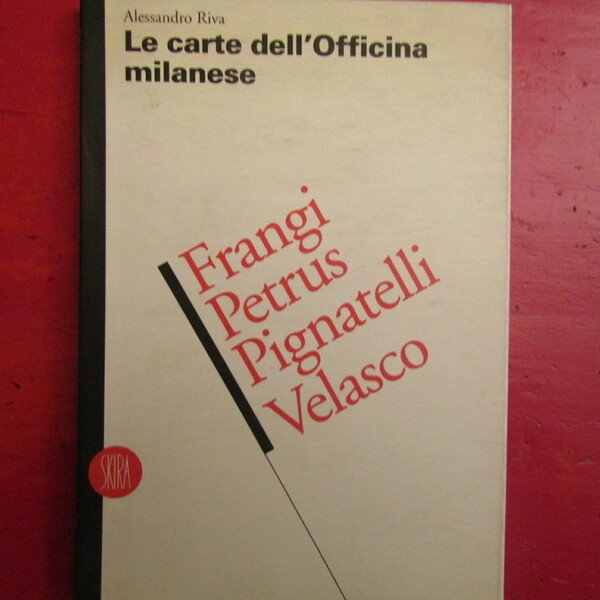 Alessandro Riva
Le carte dell'Officina
milanese
Frangi
Petrus
Pignatelli
Velasco
SKIRA